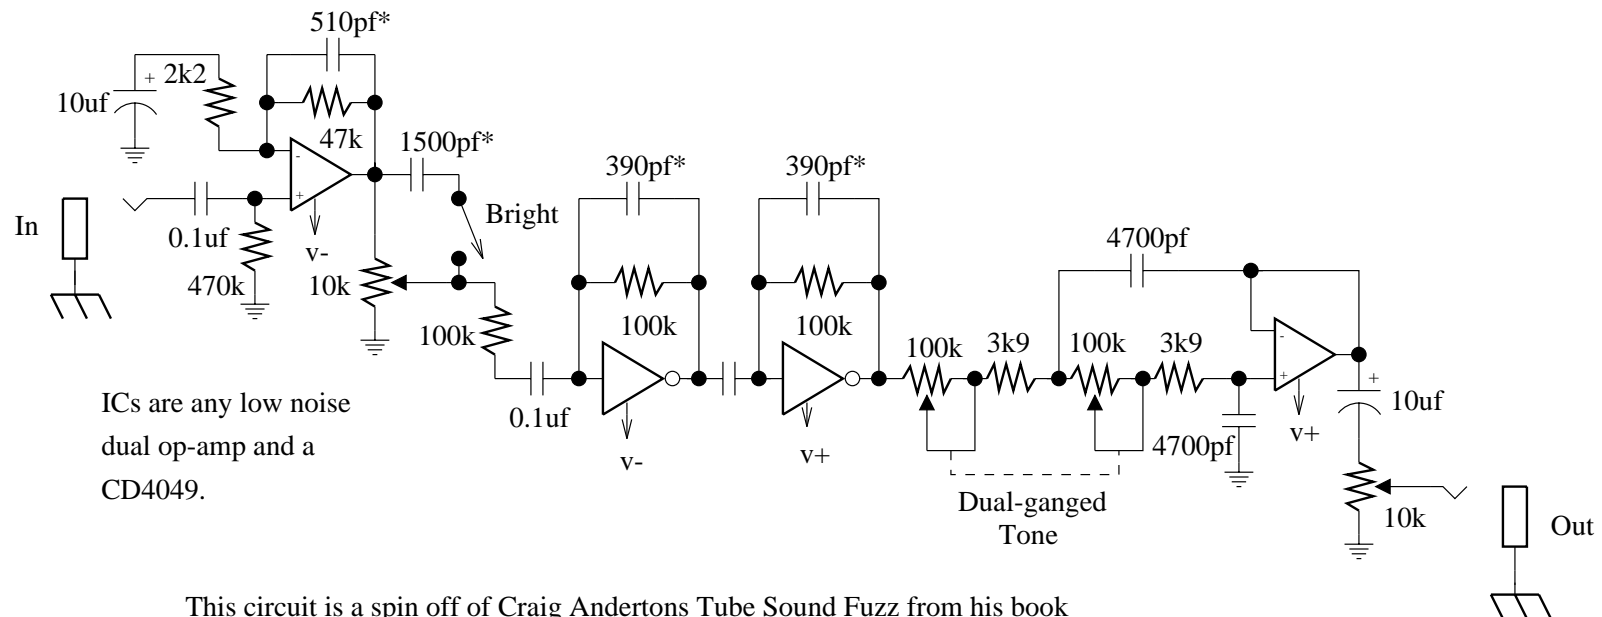 510pf*
+ 2k2
10uf
47k
1500pf*
-
+
In
0.1uf
v-
470k
10k
Bright
100k
390pf*
100k
0.1uf
v-
390pf*
100k
v+
100k
3k9
4700pf
100k
3k9
-
+
4700pf
v+
+
10uf
10k
Out
Dual-ganged
Tone
ICs are any low noise
dual op-amp and a
CD4049.
This circuit is a spin off of Craig Andertons Tube Sound Fuzz from his book